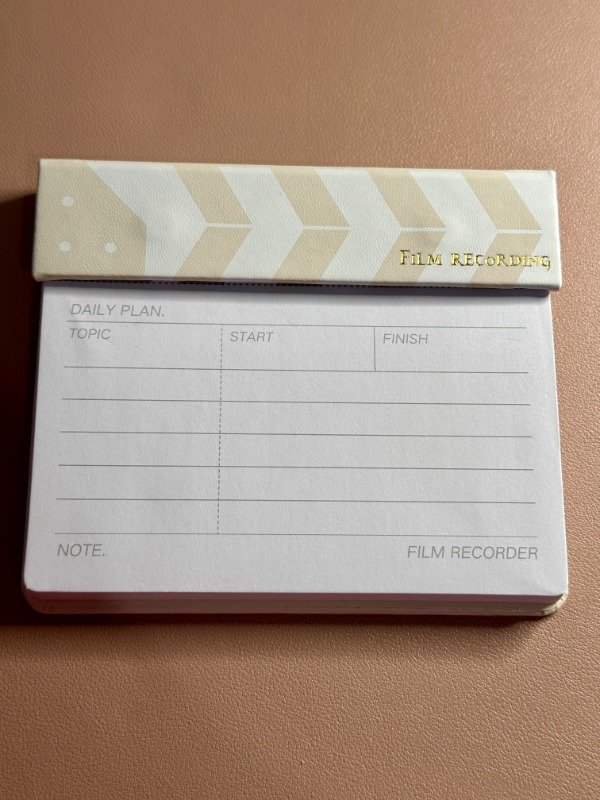 FILM RECORDING
DAILY PLAN.
TOPIC START FINISH
NOTE. FILM RECORDER